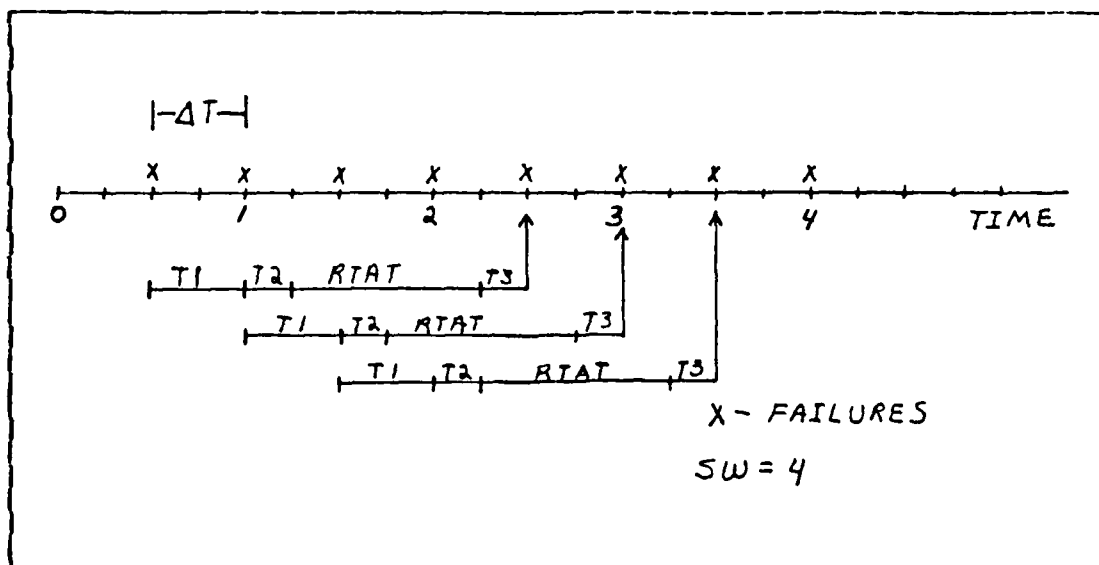 |-ΔT-|
X X X X X X X X
0 1 2 3 4 TIME
T1 T2 RTAT T3
T1 T2 RTAT T3
T1 T2 RTAT T3
X - FAILURES
SW = 4